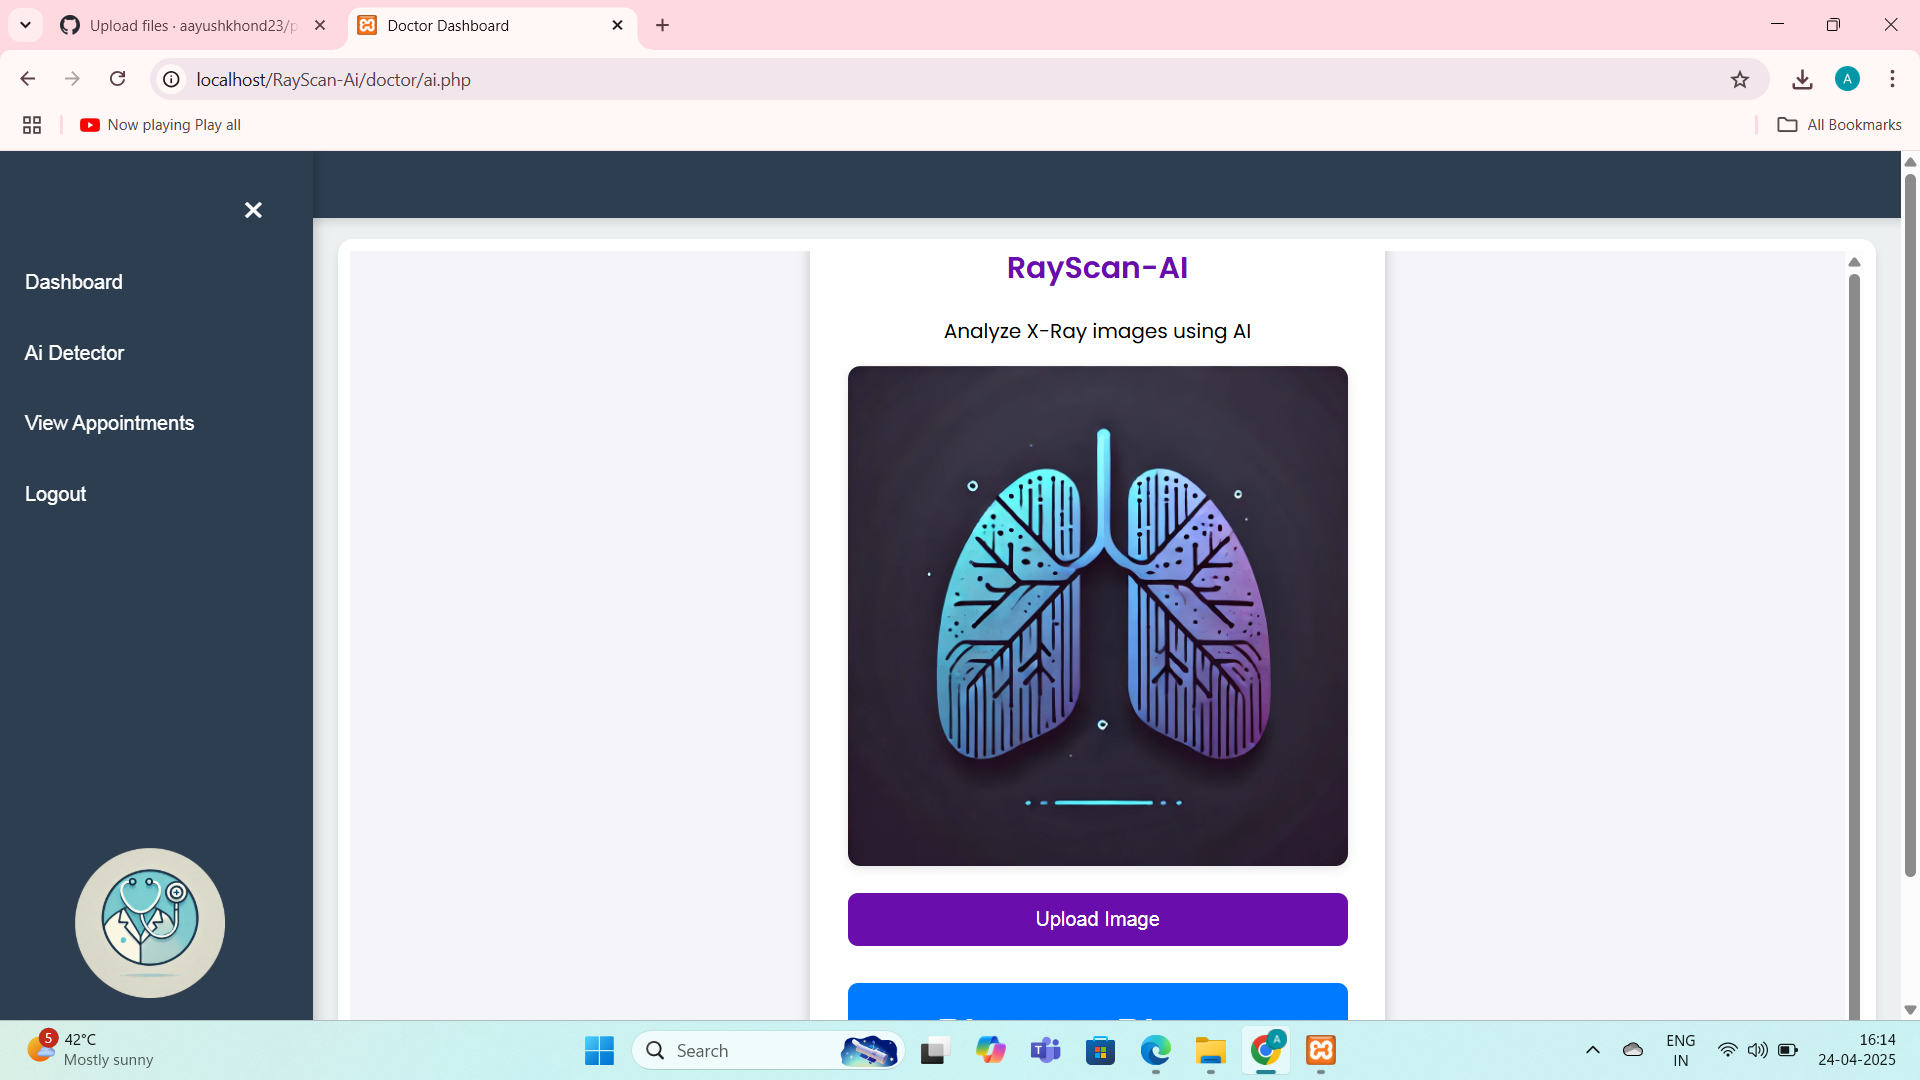 Upload files · aayushkhond23/p
Doctor Dashboard
localhost/RayScan-Ai/doctor/ai.php
A
Now playing Play all
All Bookmarks
Dashboard
Ai Detector
View Appointments
Logout
RayScan-AI
Analyze X-Ray images using AI
Upload Image
5
42°C
Mostly sunny
Search
A
ENG
IN
16:14
24-04-2025